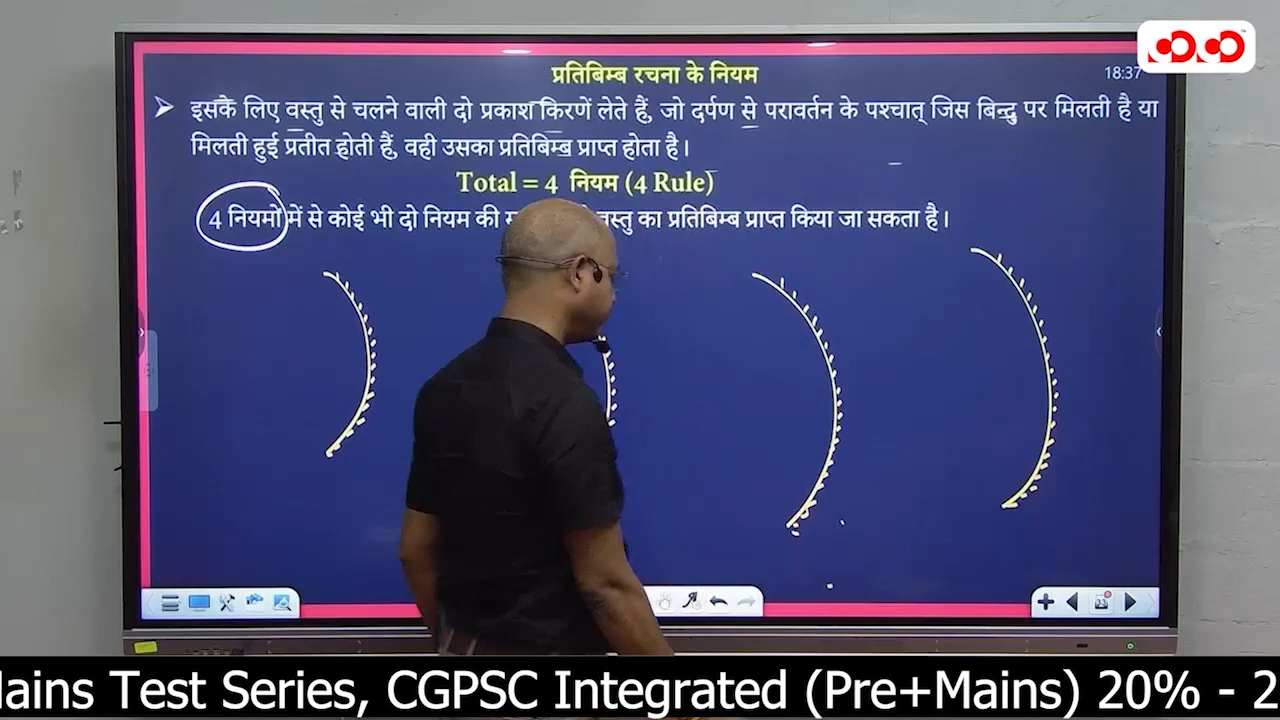 प्रतिबिम्ब रचना के नियम
18:37
इसके लिए वस्तु से चलने वाली दो प्रकाश किरणें लेते हैं, जो दर्पण से परावर्तन के पश्चात् जिस बिन्दु पर मिलती है या
मिलती हुई प्रतीत होती हैं, वही उसका प्रतिबिम्ब प्राप्त होता है।
Total = 4 नियम (4 Rule)
4 नियमों में से कोई भी दो नियम की वस्तु का प्रतिबिम्ब प्राप्त किया जा सकता है।
Mains Test Series, CGPSC Integrated (Pre+Mains) 20% - 2